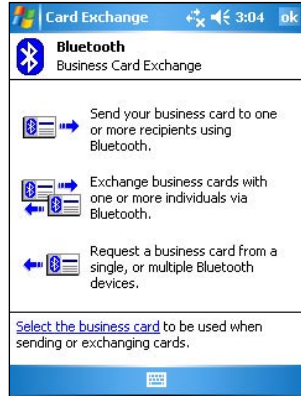 Card Exchange 3:04 ok
Bluetooth
Business Card Exchange
Send your business card to one
or more recipients using
Bluetooth.
Exchange business cards with
one or more individuals via
Bluetooth.
Request a business card from a
single, or multiple Bluetooth
devices.
Select the business card to be used when
sending or exchanging cards.